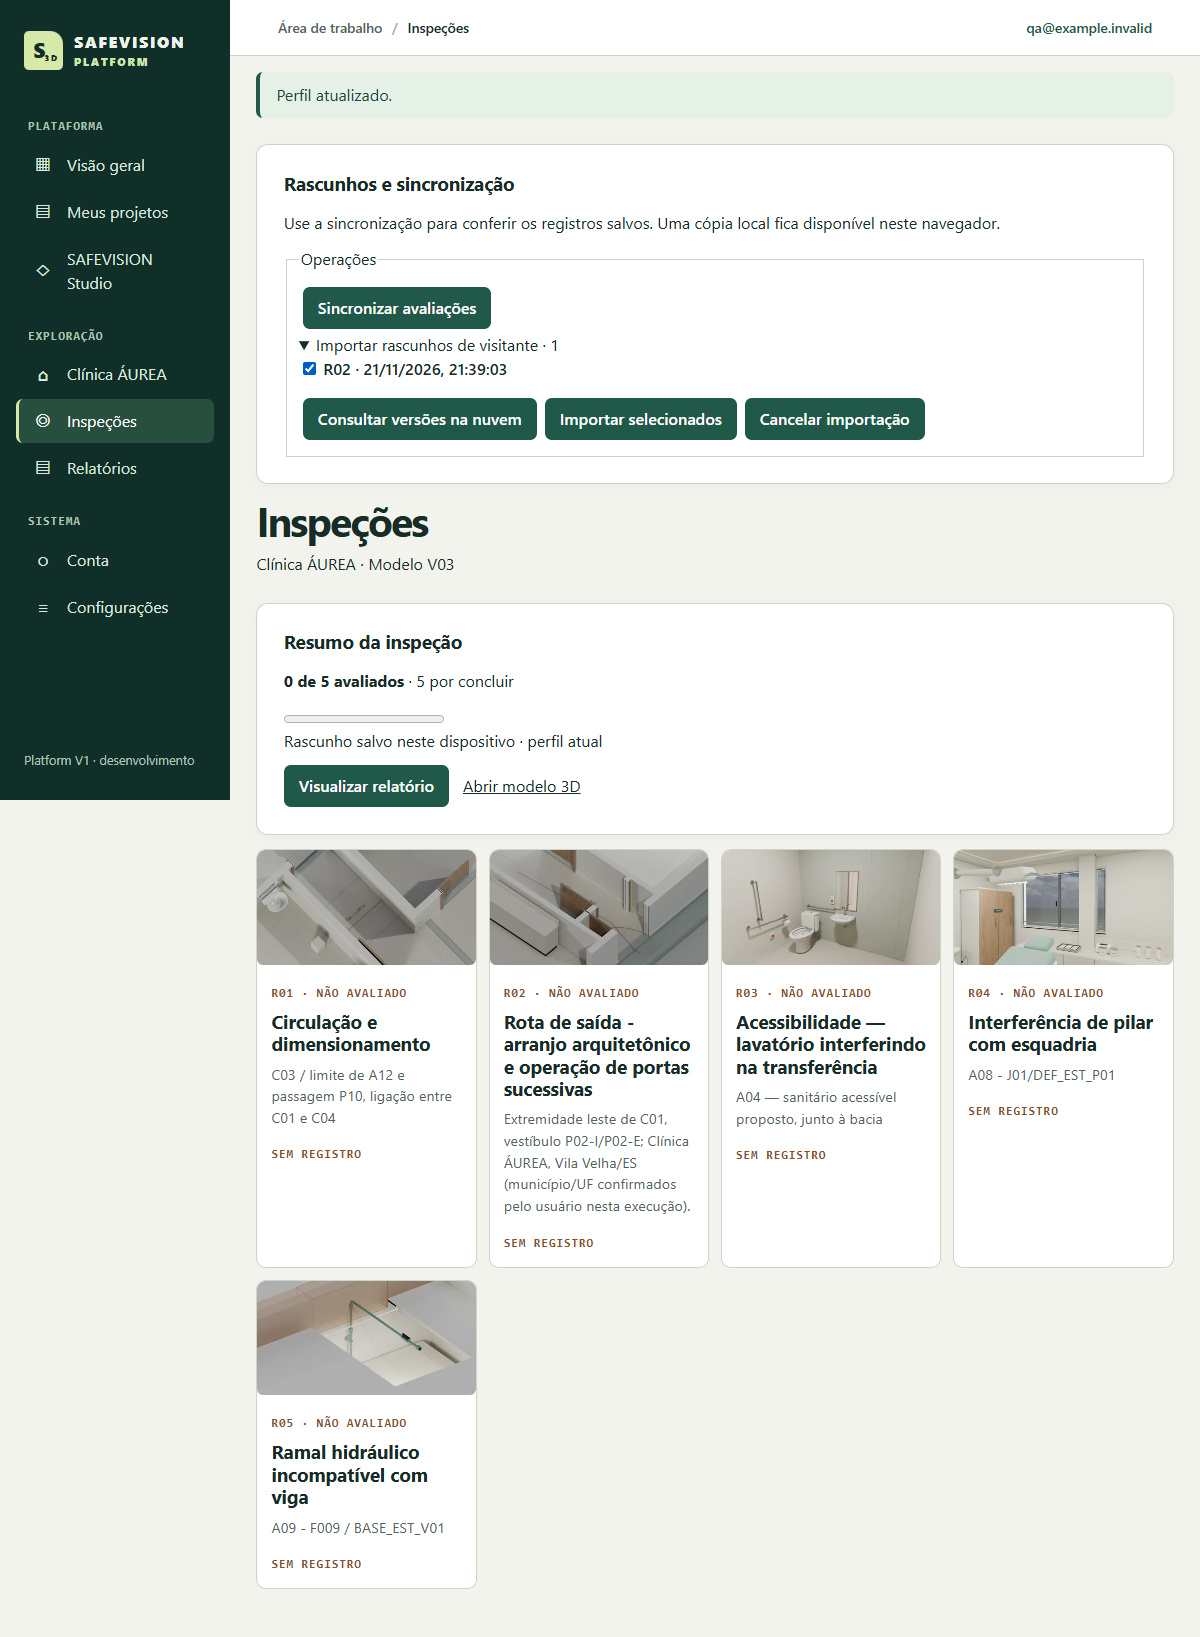 S3D
SAFEVISION
PLATFORM
PLATAFORMA
Visão geral
Meus projetos
SAFEVISION
Studio
EXPLORAÇÃO
Clínica ÁUREA
Inspeções
Relatórios
SISTEMA
Conta
Configurações
Platform V1 · desenvolvimento
Área de trabalho / Inspeções
qa@example.invalid
Perfil atualizado.
Rascunhos e sincronização
Use a sincronização para conferir os registros salvos. Uma cópia local fica disponível neste navegador.
Operações
Sincronizar avaliações
▼ Importar rascunhos de visitante · 1
R02 · 21/11/2026, 21:39:03
Consultar versões na nuvem
Importar selecionados
Cancelar importação
Inspeções
Clínica ÁUREA · Modelo V03
Resumo da inspeção
0 de 5 avaliados · 5 por concluir
Rascunho salvo neste dispositivo · perfil atual
Visualizar relatório
Abrir modelo 3D
R01 · NÃO AVALIADO
Circulação e
dimensionamento
C03 / limite de A12 e
passagem P10, ligação entre
C01 e C04
SEM REGISTRO
R02 · NÃO AVALIADO
Rota de saída -
arranjo arquitetônico
e operação de portas
sucessivas
Extremidade leste de C01,
vestíbulo P02-I/P02-E; Clínica
ÁUREA, Vila Velha/ES
(município/UF confirmados
pelo usuário nesta execução).
SEM REGISTRO
R03 · NÃO AVALIADO
Acessibilidade —
lavatório interferindo
na transferência
A04 — sanitário acessível
proposto, junto à bacia
SEM REGISTRO
R04 · NÃO AVALIADO
Interferência de pilar
com esquadria
A08 - J01/DEF_EST_P01
SEM REGISTRO
R05 · NÃO AVALIADO
Ramal hidráulico
incompatível com
viga
A09 - F009 / BASE_EST_V01
SEM REGISTRO